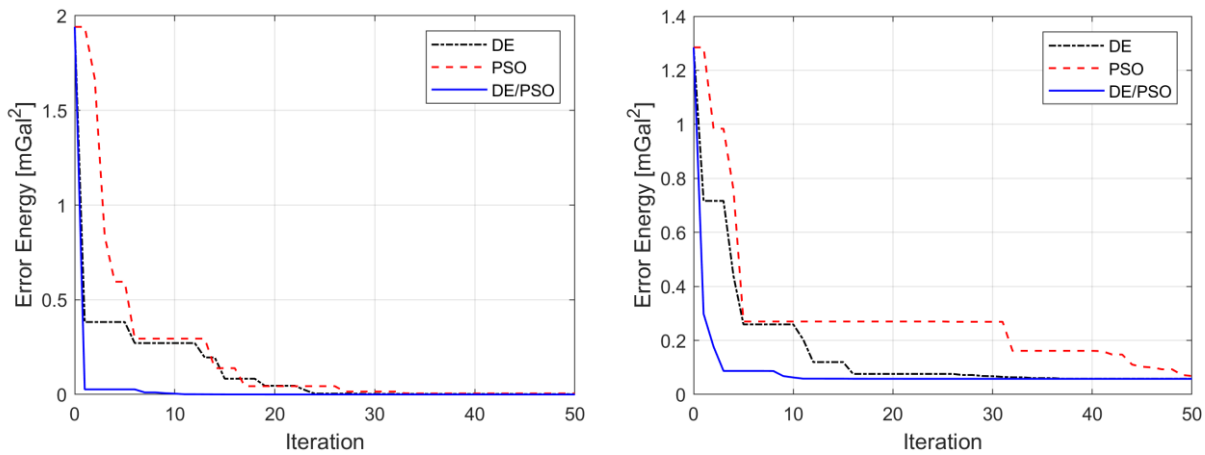 2
1.5
1
0.5
0
Error Energy [mGal²]
0 10 20 30 40 50
Iteration
DE
PSO
DE/PSO
1.4
1.2
1
0.8
0.6
0.4
0.2
0
Error Energy [mGal²]
0 10 20 30 40 50
Iteration
DE
PSO
DE/PSO